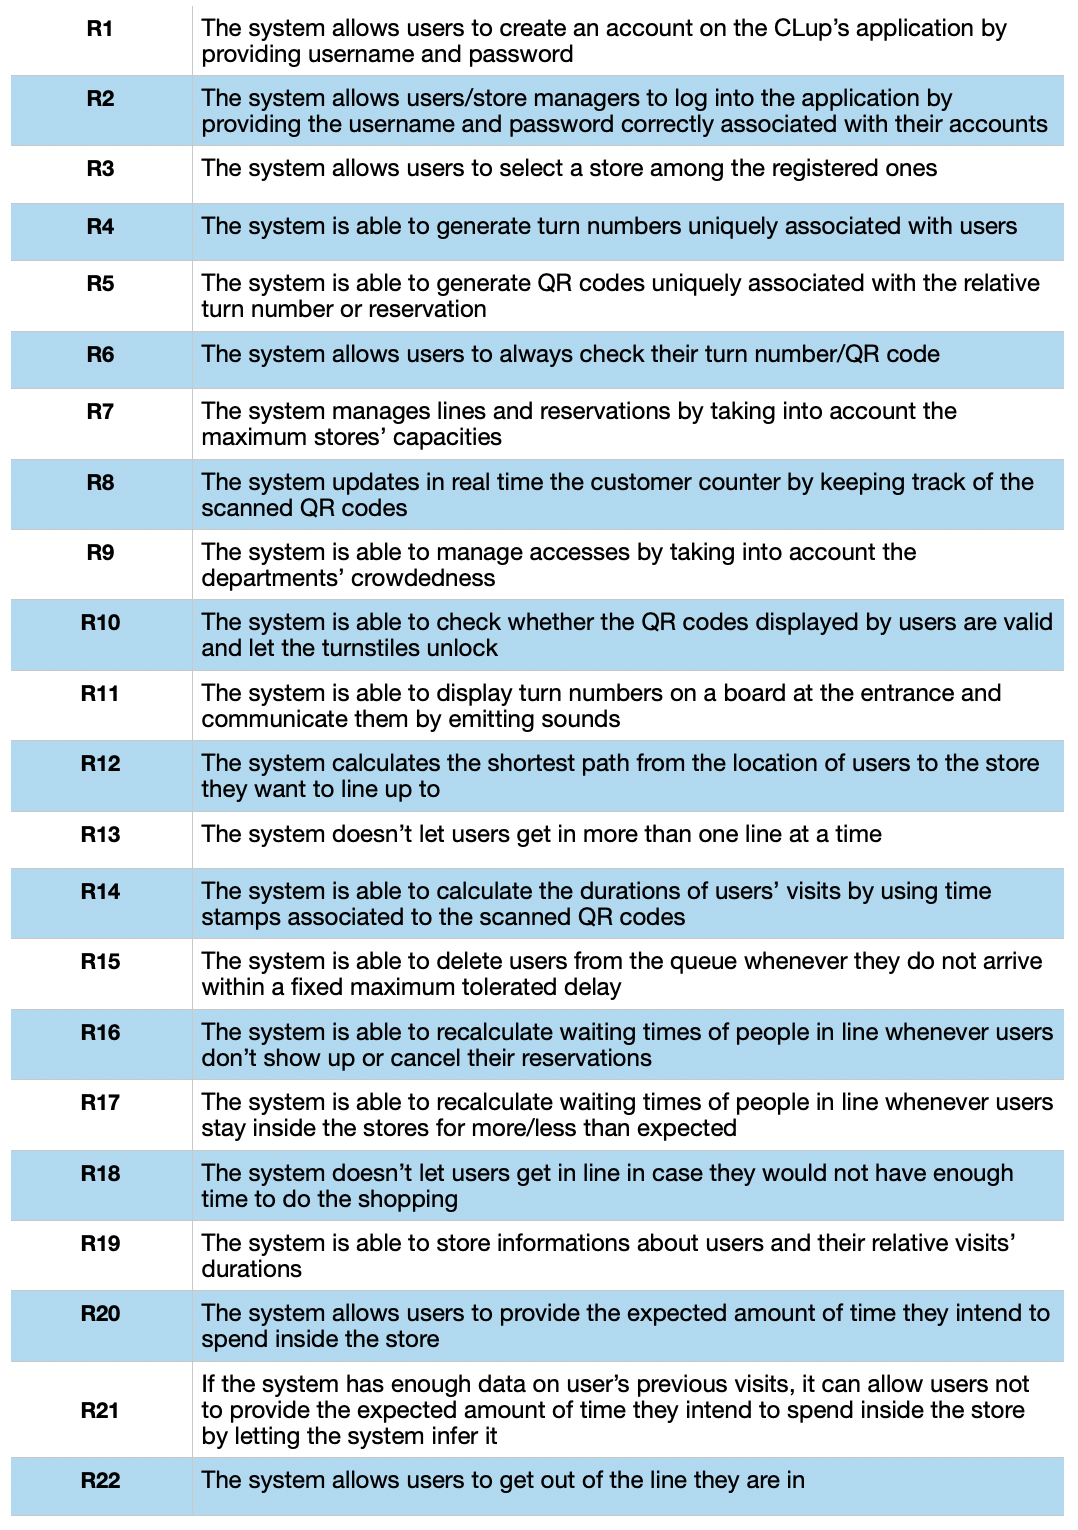 R1
The system allows users to create an account on the CLup's application by
providing username and password
R2
The system allows users/store managers to log into the application by
providing the username and password correctly associated with their accounts
R3
The system allows users to select a store among the registered ones
R4
The system is able to generate turn numbers uniquely associated with users
R5
The system is able to generate QR codes uniquely associated with the relative
turn number or reservation
R6
The system allows users to always check their turn number/QR code
R7
The system manages lines and reservations by taking into account the
maximum stores' capacities
R8
The system updates in real time the customer counter by keeping track of the
scanned QR codes
R9
The system is able to manage accesses by taking into account the
departments' crowdedness
R10
The system is able to check whether the QR codes displayed by users are valid
and let the turnstiles unlock
R11
The system is able to display turn numbers on a board at the entrance and
communicate them by emitting sounds
R12
The system calculates the shortest path from the location of users to the store
they want to line up to
R13
The system doesn't let users get in more than one line at a time
R14
The system is able to calculate the durations of users' visits by using time
stamps associated to the scanned QR codes
R15
The system is able to delete users from the queue whenever they do not arrive
within a fixed maximum tolerated delay
R16
The system is able to recalculate waiting times of people in line whenever users
don't show up or cancel their reservations
R17
The system is able to recalculate waiting times of people in line whenever users
stay inside the stores for more/less than expected
R18
The system doesn't let users get in line in case they would not have enough
time to do the shopping
R19
The system is able to store informations about users and their relative visits'
durations
R20
The system allows users to provide the expected amount of time they intend to
spend inside the store
R21
If the system has enough data on user's previous visits, it can allow users not
to provide the expected amount of time they intend to spend inside the store
by letting the system infer it
R22
The system allows users to get out of the line they are in